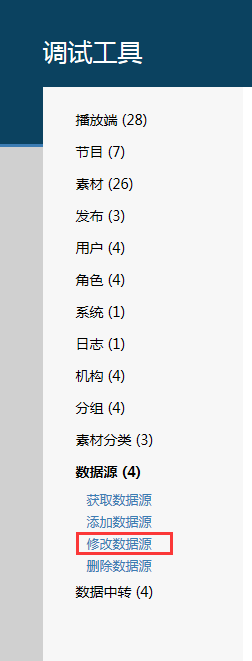 调试工具
播放端 (28)
节目 (7)
素材 (26)
发布 (3)
用户 (4)
角色 (4)
系统 (1)
日志 (1)
机构 (4)
分组 (4)
素材分类 (3)
数据源 (4)
获取数据源
添加数据源
修改数据源
删除数据源
数据中转 (4)